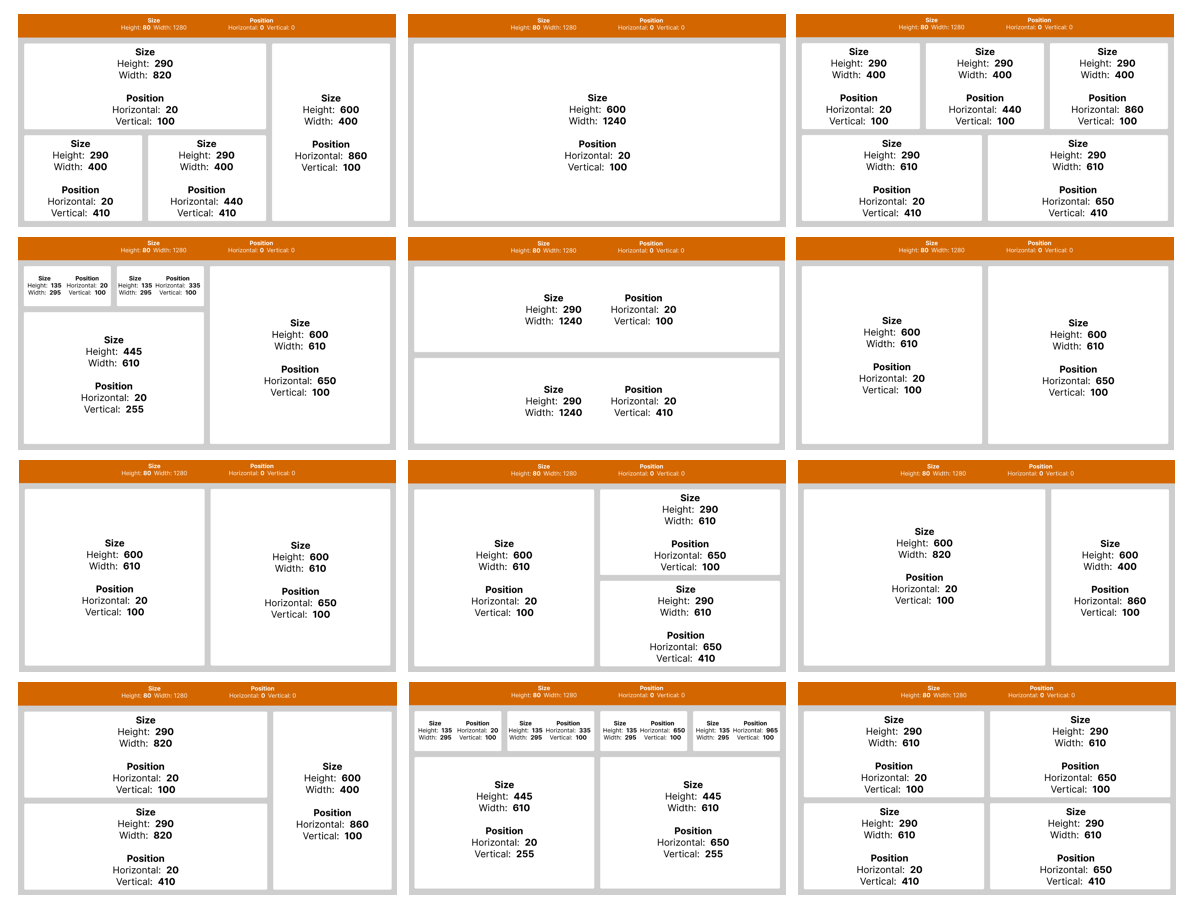 Size
Height: 80 Width: 1280
Position
Horizontal: 0 Vertical: 0
Size
Height: 290
Width: 820
Position
Horizontal: 20
Vertical: 100
Size
Height: 600
Width: 400
Position
Horizontal: 860
Vertical: 100
Size
Height: 290
Width: 400
Position
Horizontal: 20
Vertical: 410
Size
Height: 290
Width: 400
Position
Horizontal: 440
Vertical: 410
Size
Height: 80 Width: 1280
Position
Horizontal: 0 Vertical: 0
Size
Height: 600
Width: 1240
Position
Horizontal: 20
Vertical: 100
Size
Height: 80 Width: 1280
Position
Horizontal: 0 Vertical: 0
Size
Height: 290
Width: 400
Position
Horizontal: 20
Vertical: 100
Size
Height: 290
Width: 400
Position
Horizontal: 440
Vertical: 100
Size
Height: 290
Width: 400
Position
Horizontal: 860
Vertical: 100
Size
Height: 290
Width: 610
Position
Horizontal: 20
Vertical: 410
Size
Height: 290
Width: 610
Position
Horizontal: 650
Vertical: 410
Size
Height: 80 Width: 1280
Position
Horizontal: 0 Vertical: 0
Size
Height: 135
Width: 295
Position
Horizontal: 20
Vertical: 100
Size
Height: 135
Width: 295
Position
Horizontal: 335
Vertical: 100
Size
Height: 445
Width: 610
Position
Horizontal: 20
Vertical: 255
Size
Height: 600
Width: 610
Position
Horizontal: 650
Vertical: 100
Size
Height: 80 Width: 1280
Position
Horizontal: 0 Vertical: 0
Size
Height: 290
Width: 1240
Position
Horizontal: 20
Vertical: 100
Size
Height: 290
Width: 1240
Position
Horizontal: 20
Vertical: 410
Size
Height: 80 Width: 1280
Position
Horizontal: 0 Vertical: 0
Size
Height: 600
Width: 610
Position
Horizontal: 20
Vertical: 100
Size
Height: 600
Width: 610
Position
Horizontal: 650
Vertical: 100
Size
Height: 80 Width: 1280
Position
Horizontal: 0 Vertical: 0
Size
Height: 600
Width: 610
Position
Horizontal: 20
Vertical: 100
Size
Height: 600
Width: 610
Position
Horizontal: 650
Vertical: 100
Size
Height: 80 Width: 1280
Position
Horizontal: 0 Vertical: 0
Size
Height: 600
Width: 610
Position
Horizontal: 20
Vertical: 100
Size
Height: 290
Width: 610
Position
Horizontal: 650
Vertical: 100
Size
Height: 290
Width: 610
Position
Horizontal: 650
Vertical: 410
Size
Height: 80 Width: 1280
Position
Horizontal: 0 Vertical: 0
Size
Height: 600
Width: 820
Position
Horizontal: 20
Vertical: 100
Size
Height: 600
Width: 400
Position
Horizontal: 860
Vertical: 100
Size
Height: 80 Width: 1280
Position
Horizontal: 0 Vertical: 0
Size
Height: 290
Width: 820
Position
Horizontal: 20
Vertical: 100
Size
Height: 290
Width: 820
Position
Horizontal: 20
Vertical: 410
Size
Height: 600
Width: 400
Position
Horizontal: 860
Vertical: 100
Size
Height: 80 Width: 1280
Position
Horizontal: 0 Vertical: 0
Size
Height: 135
Width: 295
Position
Horizontal: 20
Vertical: 100
Size
Height: 135
Width: 295
Position
Horizontal: 335
Vertical: 100
Size
Height: 135
Width: 295
Position
Horizontal: 650
Vertical: 100
Size
Height: 135
Width: 295
Position
Horizontal: 965
Vertical: 100
Size
Height: 445
Width: 610
Position
Horizontal: 20
Vertical: 255
Size
Height: 445
Width: 610
Position
Horizontal: 650
Vertical: 255
Size
Height: 80 Width: 1280
Position
Horizontal: 0 Vertical: 0
Size
Height: 290
Width: 610
Position
Horizontal: 20
Vertical: 100
Size
Height: 290
Width: 610
Position
Horizontal: 650
Vertical: 100
Size
Height: 290
Width: 610
Position
Horizontal: 20
Vertical: 410
Size
Height: 290
Width: 610
Position
Horizontal: 650
Vertical: 410